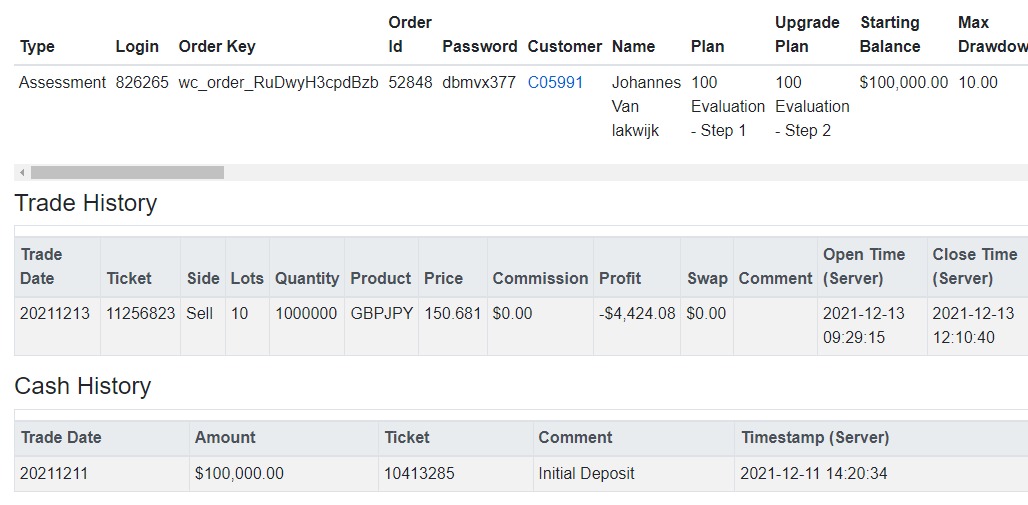 Order Upgrade Starting Max
Type Login Order Key Id Password Customer Name Plan Plan Balance Drawdow
Assessment 826265 wc_order_RuDwyH3cpdBzb 52848 dbmvx377 C05991 Johannes 100 100 $100,000.00 10.00
Van Evaluation Evaluation
lakwijk - Step 1 - Step 2
Trade History
Trade Open Time Close Time
Date Ticket Side Lots Quantity Product Price Commission Profit Swap Comment (Server) (Server)
20211213 11256823 Sell 10 1000000 GBPJPY 150.681 $0.00 -$4,424.08 $0.00 2021-12-13 2021-12-13
09:29:15 12:10:40
Cash History
Trade Date Amount Ticket Comment Timestamp (Server)
20211211 $100,000.00 10413285 Initial Deposit 2021-12-11 14:20:34